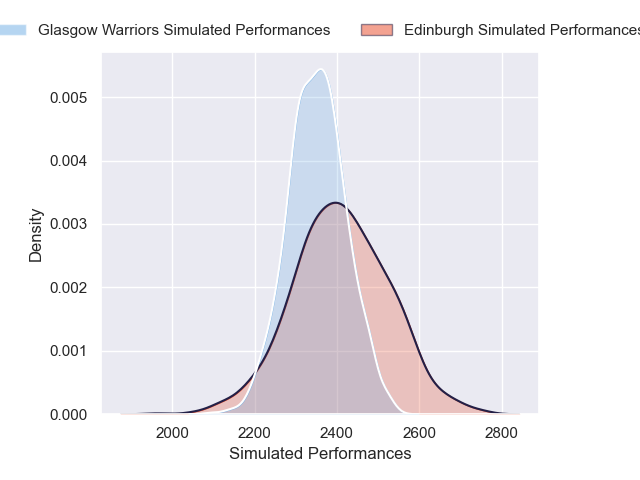 Glasgow Warriors Simulated Performances
Edinburgh Simulated Performances
0.005
0.004
0.003
0.002
0.001
0.000
Density
2000 2200 2400 2600 2800
Simulated Performances